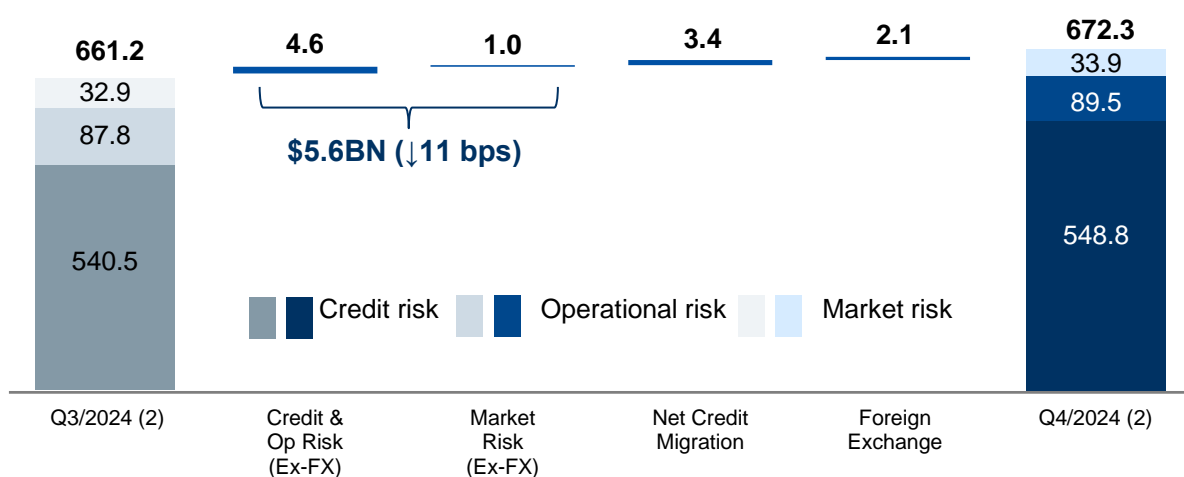 661.2
4.6
1.0
3.4
2.1
672.3
32.9
87.8
540.5
$5.6BN (↓11 bps)
33.9
89.5
548.8
Credit risk
Operational risk
Market risk
Q3/2024 (2)
Credit &
Op Risk
(Ex-FX)
Market
Risk
(Ex-FX)
Net Credit
Migration
Foreign
Exchange
Q4/2024 (2)